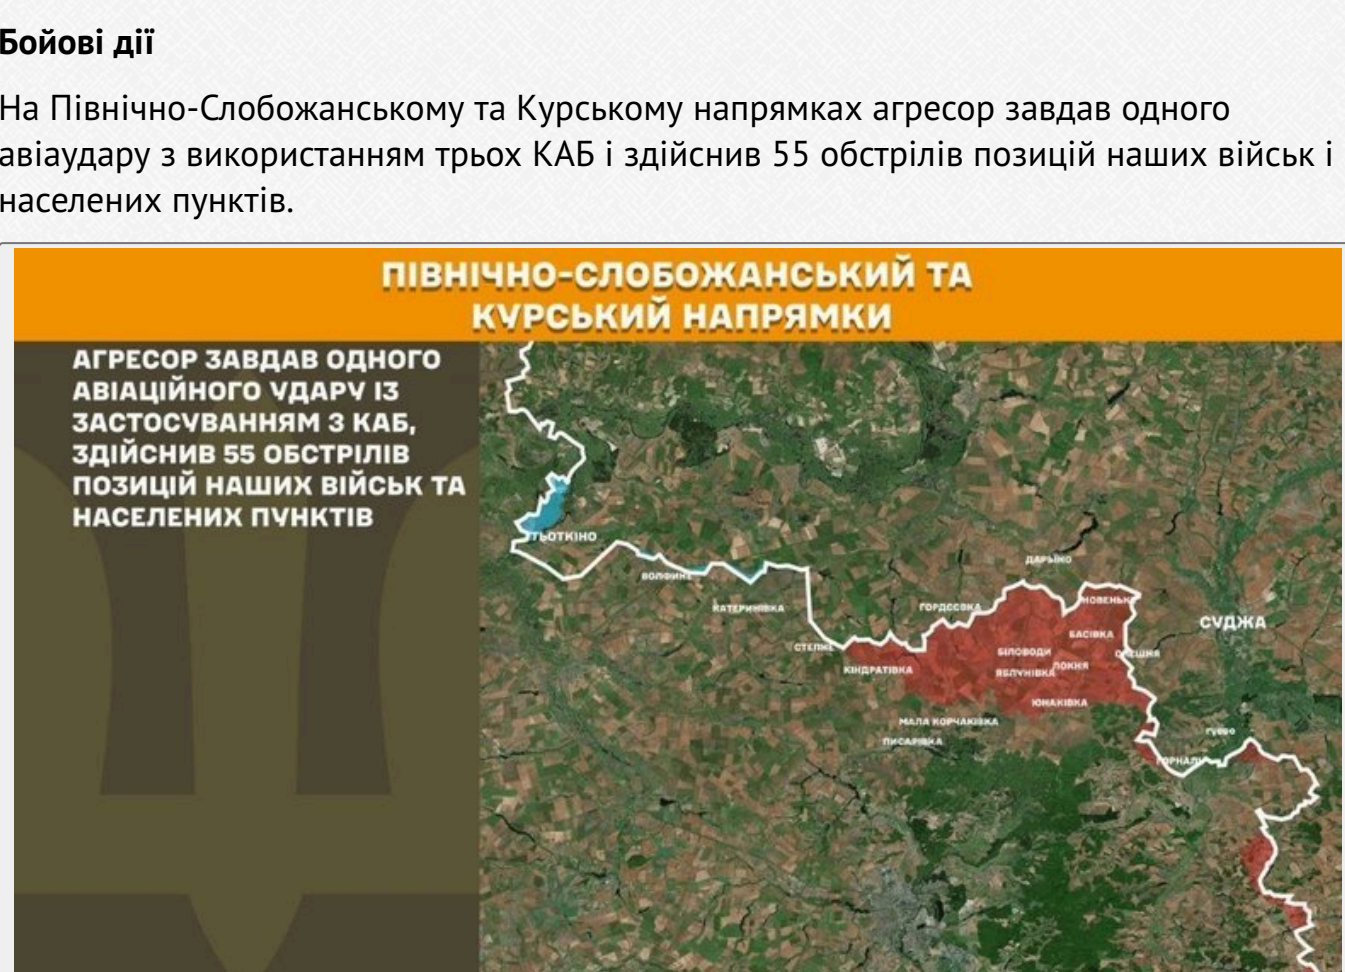 Бойові дії
На Північно-Слобожанському та Курському напрямках агресор завдав одного
авіаудару з використанням трьох КАБ і здійснив 55 обстрілів позицій наших військ і
населених пунктів.
ПІВНІЧНО-СЛОБОЖАНСЬКИЙ ТА
КУРСЬКИЙ НАПРЯМКИ
АГРЕСОР ЗАВДАВ ОДНОГО
АВІАЦІЙНОГО УДАРУ ІЗ
ЗАСТОСУВАННЯМ 3 КАБ,
ЗДІЙСНИВ 55 ОБСТРІЛІВ
ПОЗИЦІЙ НАШИХ ВІЙСЬК ТА
НАСЕЛЕНИХ ПУНКТІВ
ТЬОТКІНО
ДАРЬЇНО
ВОЛФИНЕ
НОВЕНЬКЕ
КАТЕРИНІВКА
ГОРДЄЄВКА
СУДЖА
БАСІВКА
СТЕПНЕ
БІЛОВОДИ
ОЛЕШНЯ
КІНДРАТІВКА
ЛОКНЯ
ЯБЛУНІВКА
ЮНАКІВКА
МАЛА КОРЧАКІВКА
ПИСАРІВКА
ГУЄВО
ГОРНАЛЬ